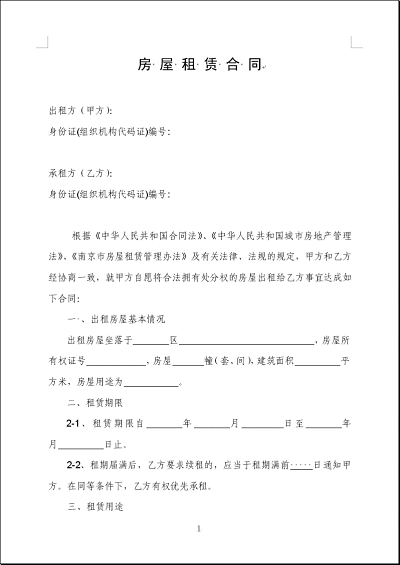 房屋租赁合同
出租方（甲方）:
身份证(组织机构代码证)编号:
承租方（乙方）:
身份证(组织机构代码证)编号:
根据《中华人民共和国合同法》、《中华人民共和国城市房地产管理
法》、《南京市房屋租赁管理办法》及有关法律、法规的规定，甲方和乙方
经协商一致，就甲方自愿将合法拥有处分权的房屋出租给乙方事宜达成如
下合同:
一、出租房屋基本情况
出租房屋坐落于_______区__________________________，房屋所
有权证号___________，房屋______幢(套、间)，建筑面积_________平
方米，房屋用途为__________。
二、租赁期限
2-1、租赁期限自_______年_______月________日至_______年
月_________日止。
2-2、租期届满后，乙方要求续租的，应当于租期满前·····日通知甲
方。在同等条件下，乙方有权优先承租。
三、租赁用途
1